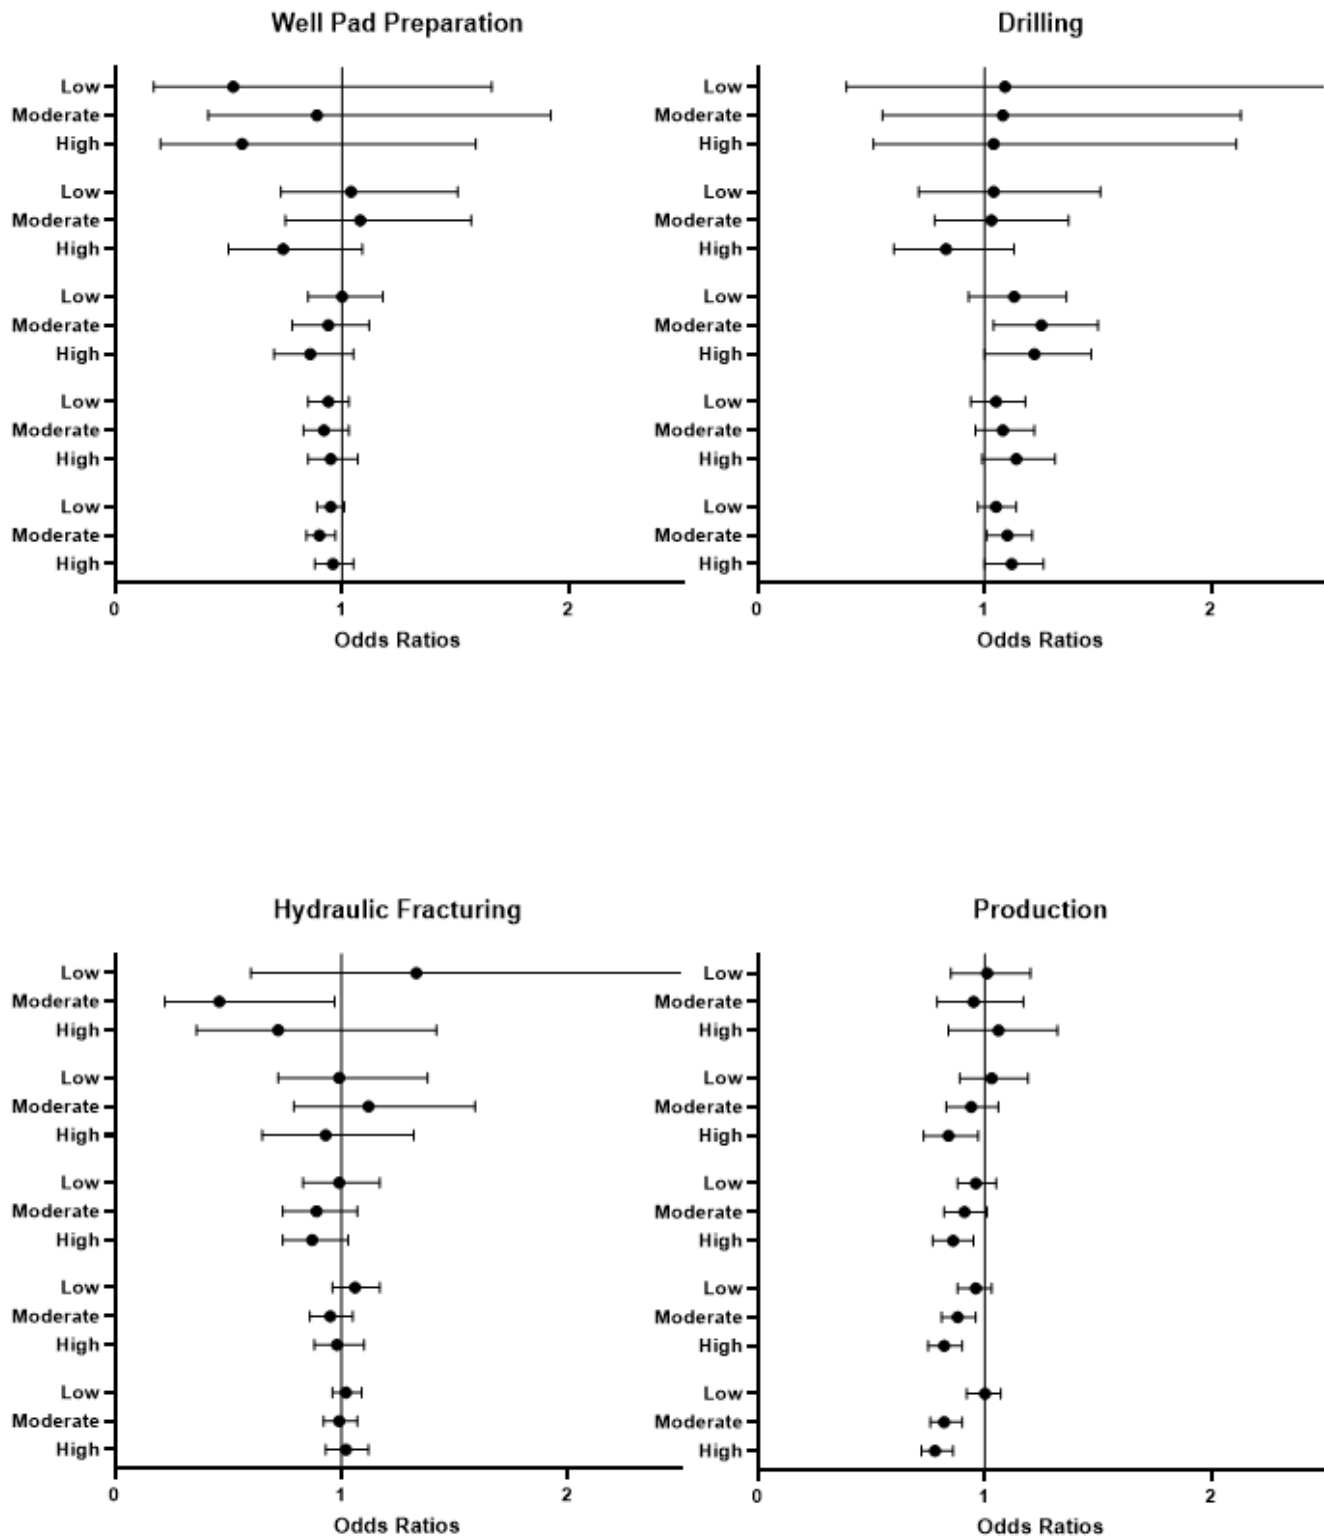 Well Pad Preparation
Low
Moderate
High
Low
Moderate
High
Low
Moderate
High
Low
Moderate
High
Low
Moderate
High
0 1 2
Odds Ratios
Drilling
Low
Moderate
High
Low
Moderate
High
Low
Moderate
High
Low
Moderate
High
Low
Moderate
High
0 1 2
Odds Ratios
Hydraulic Fracturing
Low
Moderate
High
Low
Moderate
High
Low
Moderate
High
Low
Moderate
High
Low
Moderate
High
0 1 2
Odds Ratios
Production
Low
Moderate
High
Low
Moderate
High
Low
Moderate
High
Low
Moderate
High
Low
Moderate
High
0 1 2
Odds Ratios